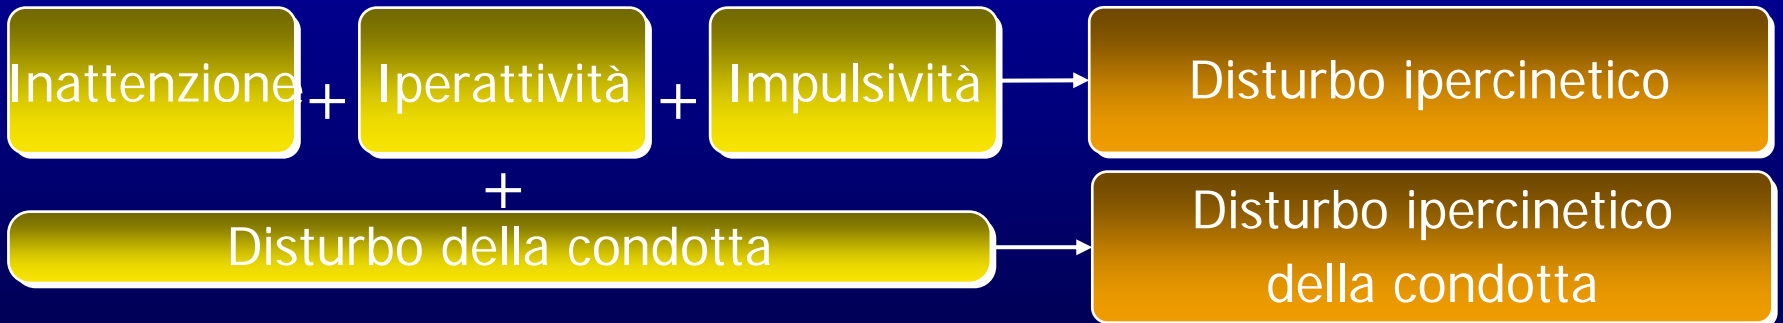 Inattenzione + Iperattività + Impulsività Disturbo ipercinetico
+
Disturbo della condotta
Disturbo ipercinetico
della condotta